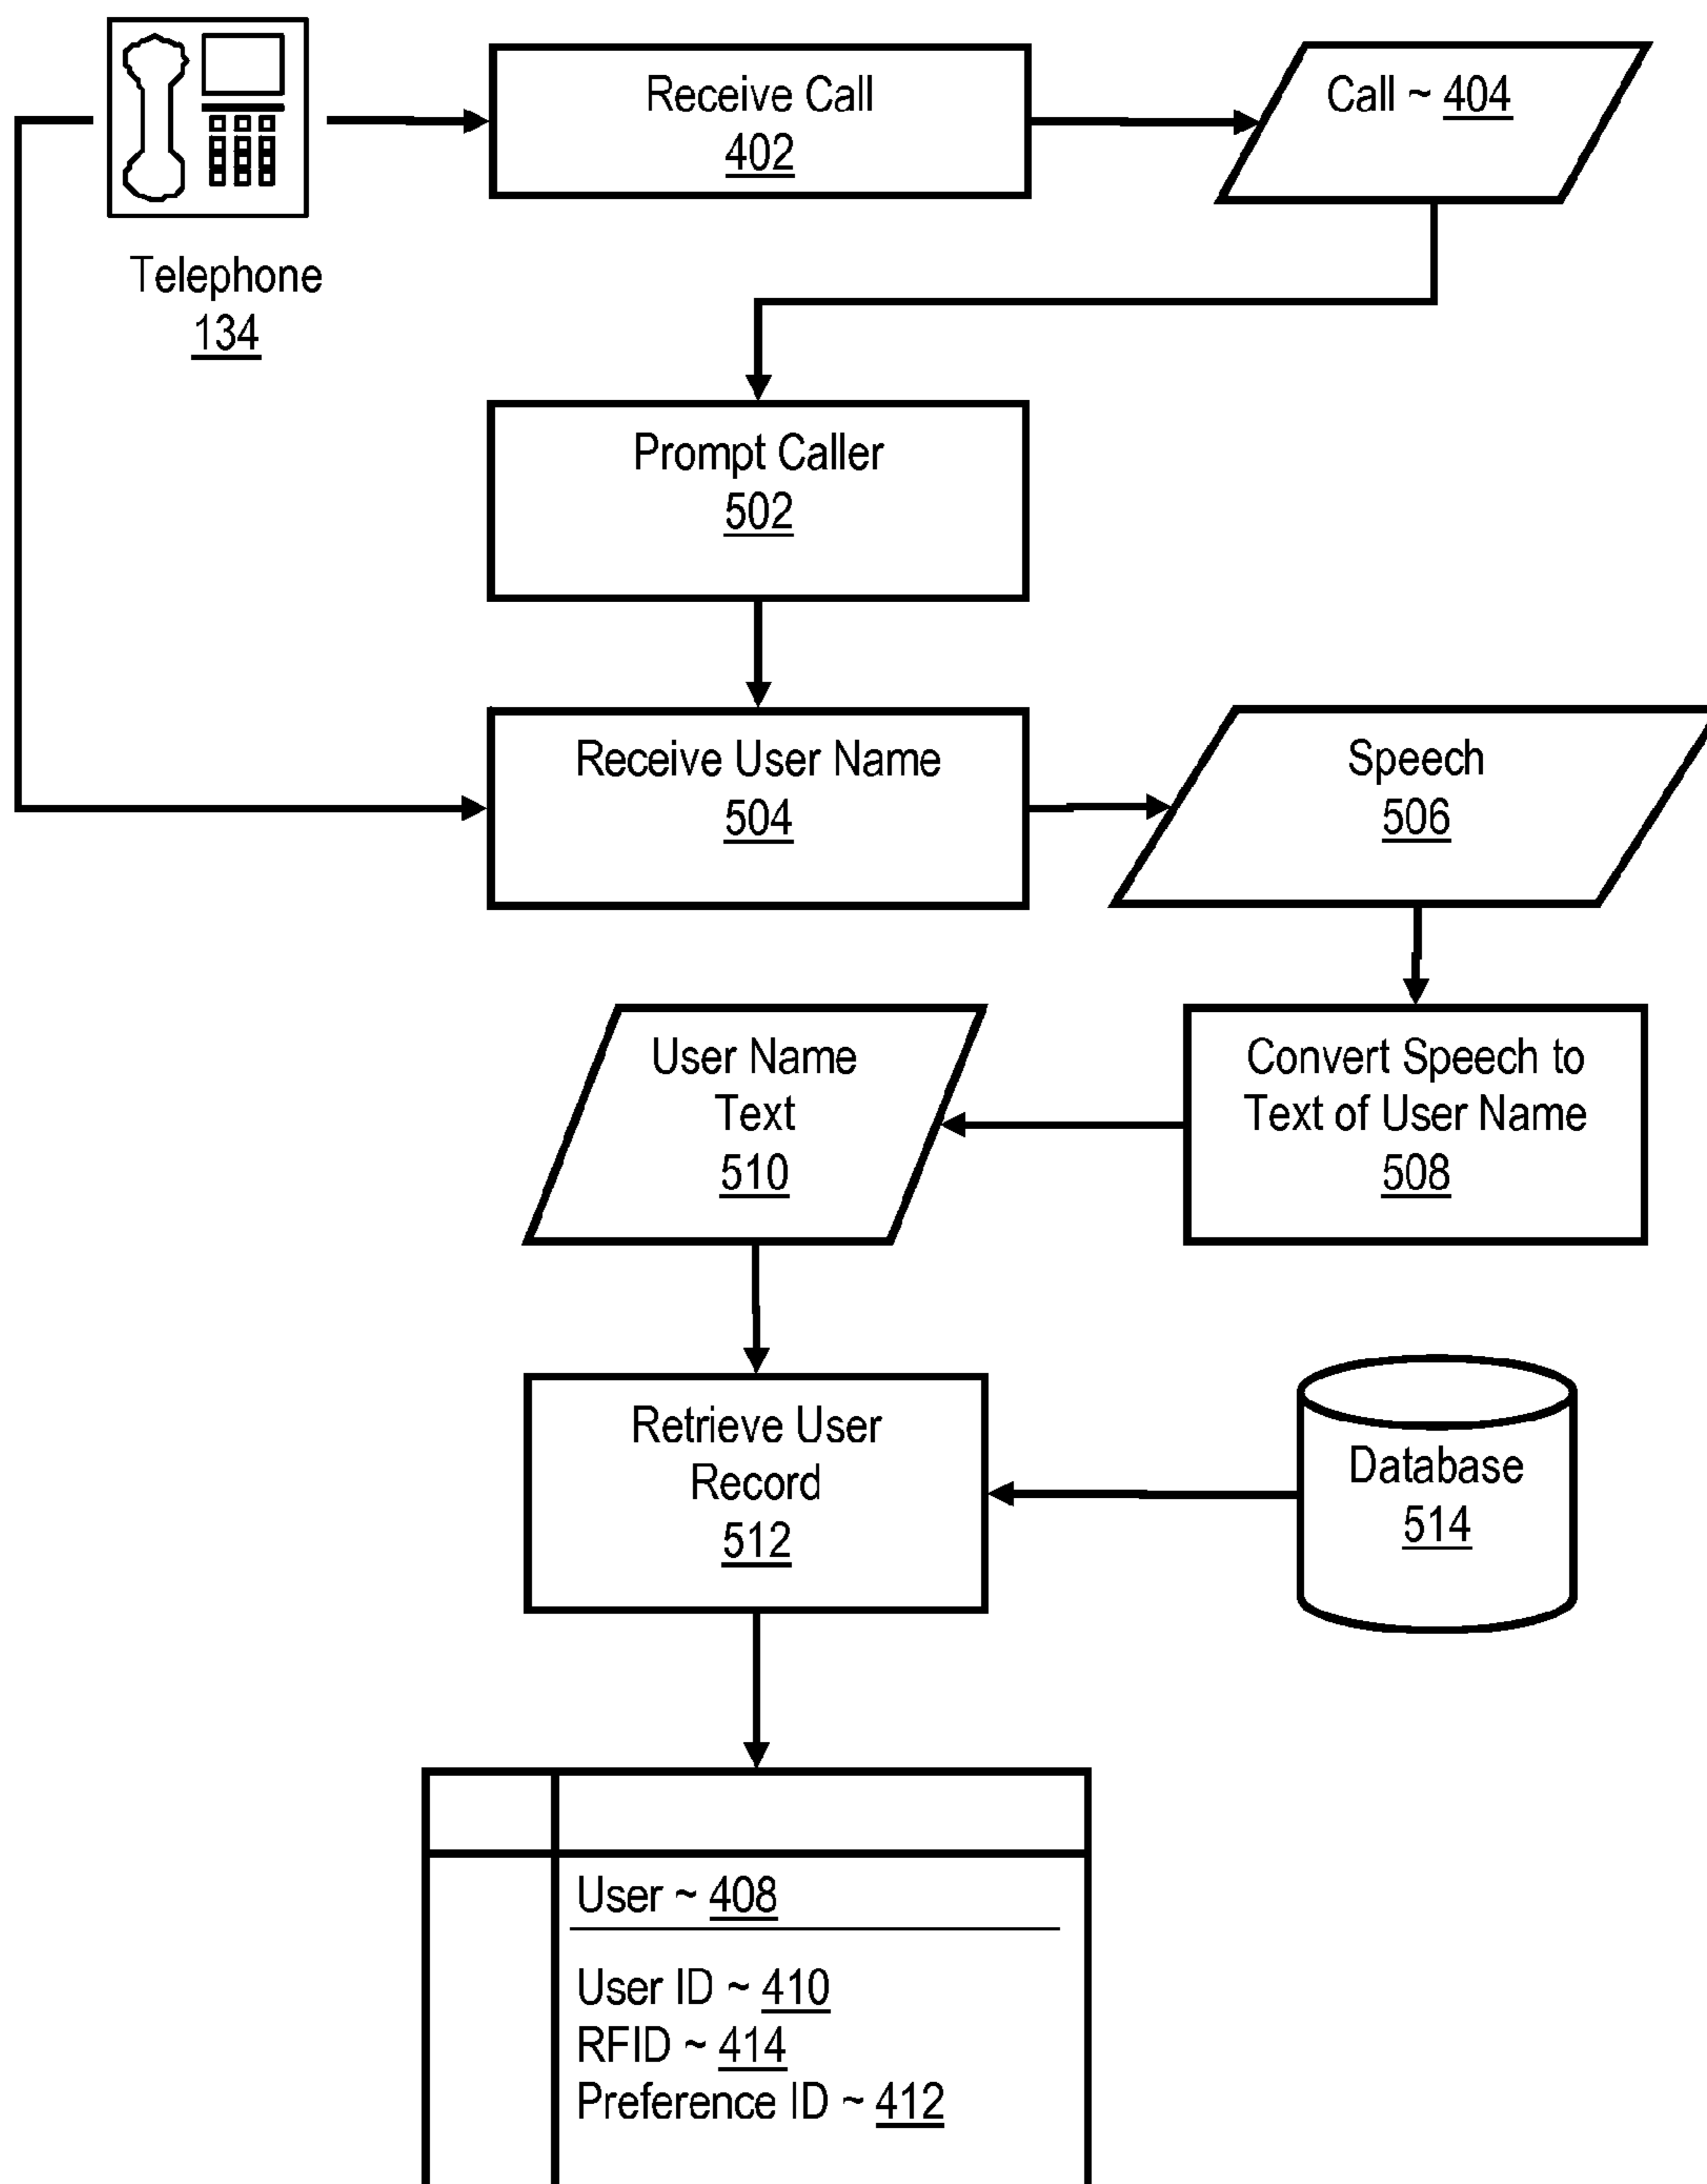 Receive Call
402
Call ~ 404
Telephone
134
Prompt Caller
502
Receive User Name
504
Speech
506
User Name
Text
510
Convert Speech to
Text of User Name
508
Retrieve User
Record
512
Database
514
User ~ 408
User ID ~ 410
RFID ~ 414
Preference ID ~ 412